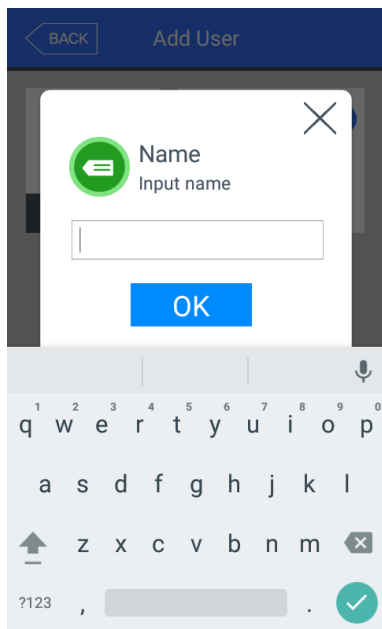 BACK
Add User
Name
Input name
OK
1 2 3 4 5 6 7 8 9 0
q w e r t y u i o p
a s d f g h j k l
z x c v b n m
?123 , .